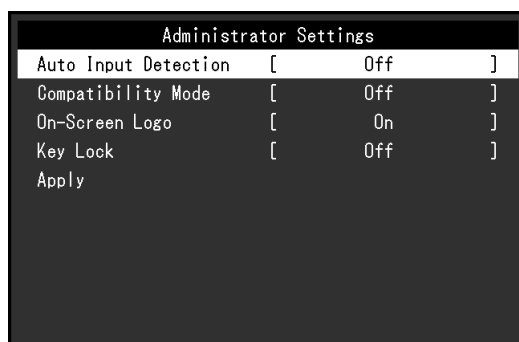 Administrator Settings
Auto Input Detection [ Off ]
Compatibility Mode [ Off ]
On-Screen Logo [ On ]
Key Lock [ Off ]
Apply